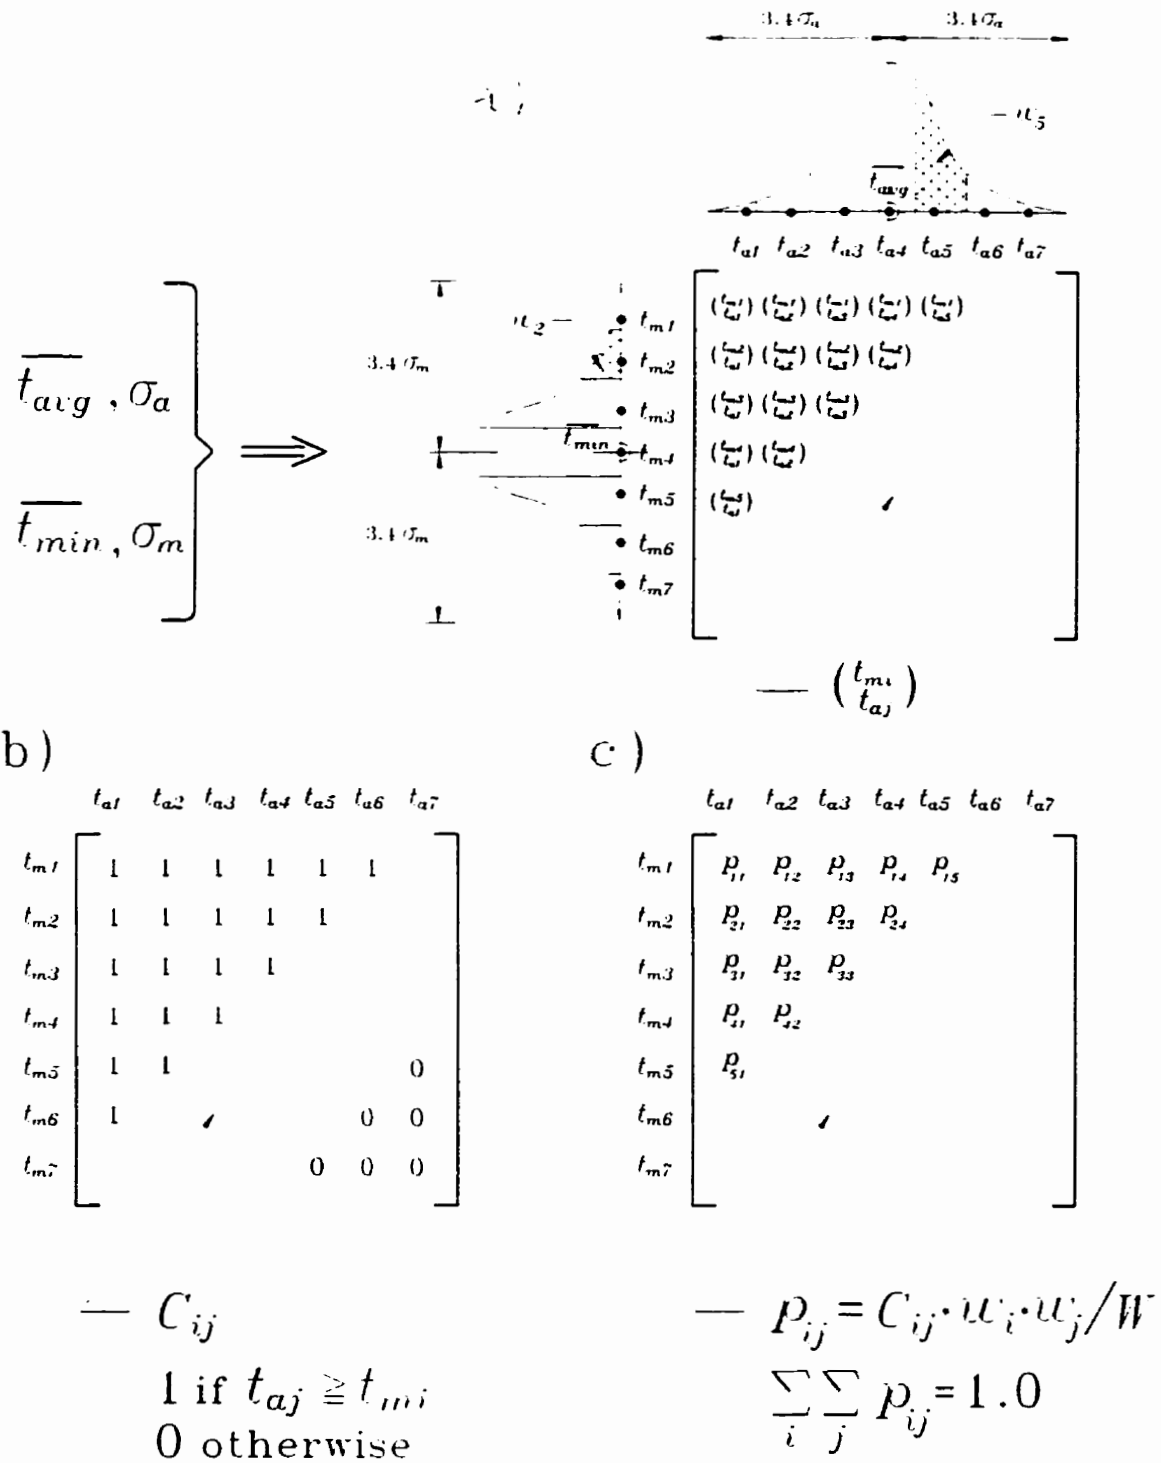 3.4σₐ 3.4σₐ
w₅
t̅avg
ta1 ta2 ta3 ta4 ta5 ta6 ta7
t̅avg , σa
t̅min , σm
⟹
3.4σm
3.4σm
w₂
t̅min
tm1
tm2
tm3
tm4
tm5
tm6
tm7
— (tmi taj)
b) c)
ta1 ta2 ta3 ta4 ta5 ta6 ta7
tm1 1 1 1 1 1 1
tm2 1 1 1 1 1
tm3 1 1 1 1
tm4 1 1 1
tm5 1 1 0
tm6 1 0 0
tm7 0 0 0
— Cij
1 if taj ≧ tmi
0 otherwise
ta1 ta2 ta3 ta4 ta5 ta6 ta7
tm1 p11 p12 p13 p14 p15
tm2 p21 p22 p23 p24
tm3 p31 p32 p33
tm4 p41 p42
tm5 p51
tm6
tm7
— pij = Cij·wi·wj/W
∑i ∑j pij = 1.0